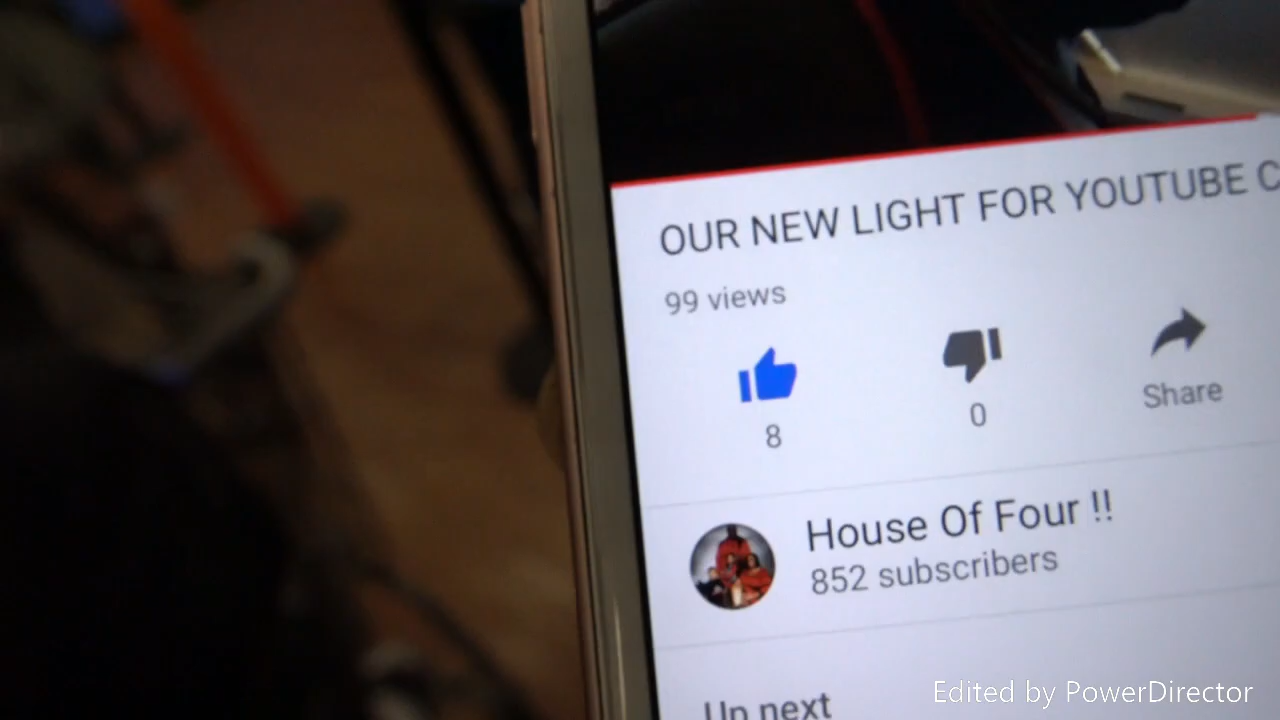 OUR NEW LIGHT FOR YOUTUBE C
99 views
8
0
Share
House Of Four !!
852 subscribers
Up next
Edited by PowerDirector